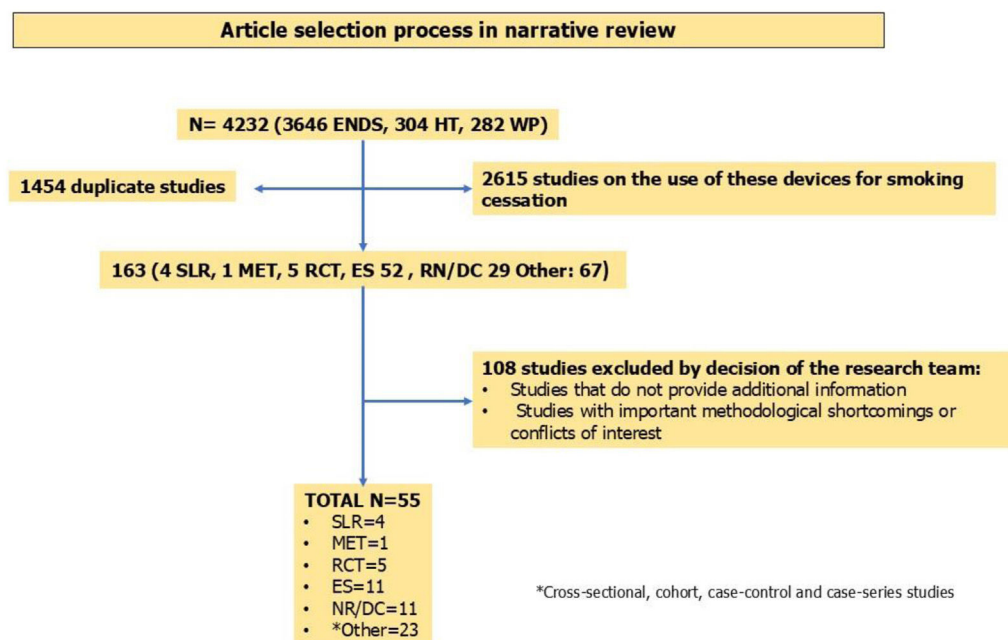 Article selection process in narrative review
N= 4232 (3646 ENDS, 304 HT, 282 WP)
1454 duplicate studies
2615 studies on the use of these devices for smoking
cessation
163 (4 SLR, 1 MET, 5 RCT, ES 52 , RN/DC 29 Other: 67)
108 studies excluded by decision of the research team:
• Studies that do not provide additional information
• Studies with important methodological shortcomings or
conflicts of interest
TOTAL N=55
• SLR=4
• MET=1
• RCT=5
• ES=11
• NR/DC=11
• *Other=23
*Cross-sectional, cohort, case-control and case-series studies